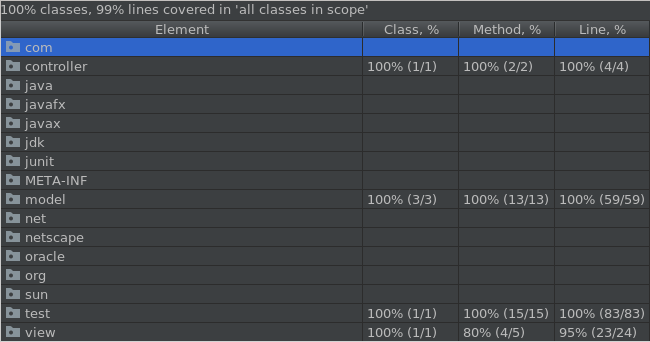 100% classes, 99% lines covered in 'all classes in scope'
Element Class, % Method, % Line, %
com
controller 100% (1/1) 100% (2/2) 100% (4/4)
java
javafx
javax
jdk
junit
META-INF
model 100% (3/3) 100% (13/13) 100% (59/59)
net
netscape
oracle
org
sun
test 100% (1/1) 100% (15/15) 100% (83/83)
view 100% (1/1) 80% (4/5) 95% (23/24)